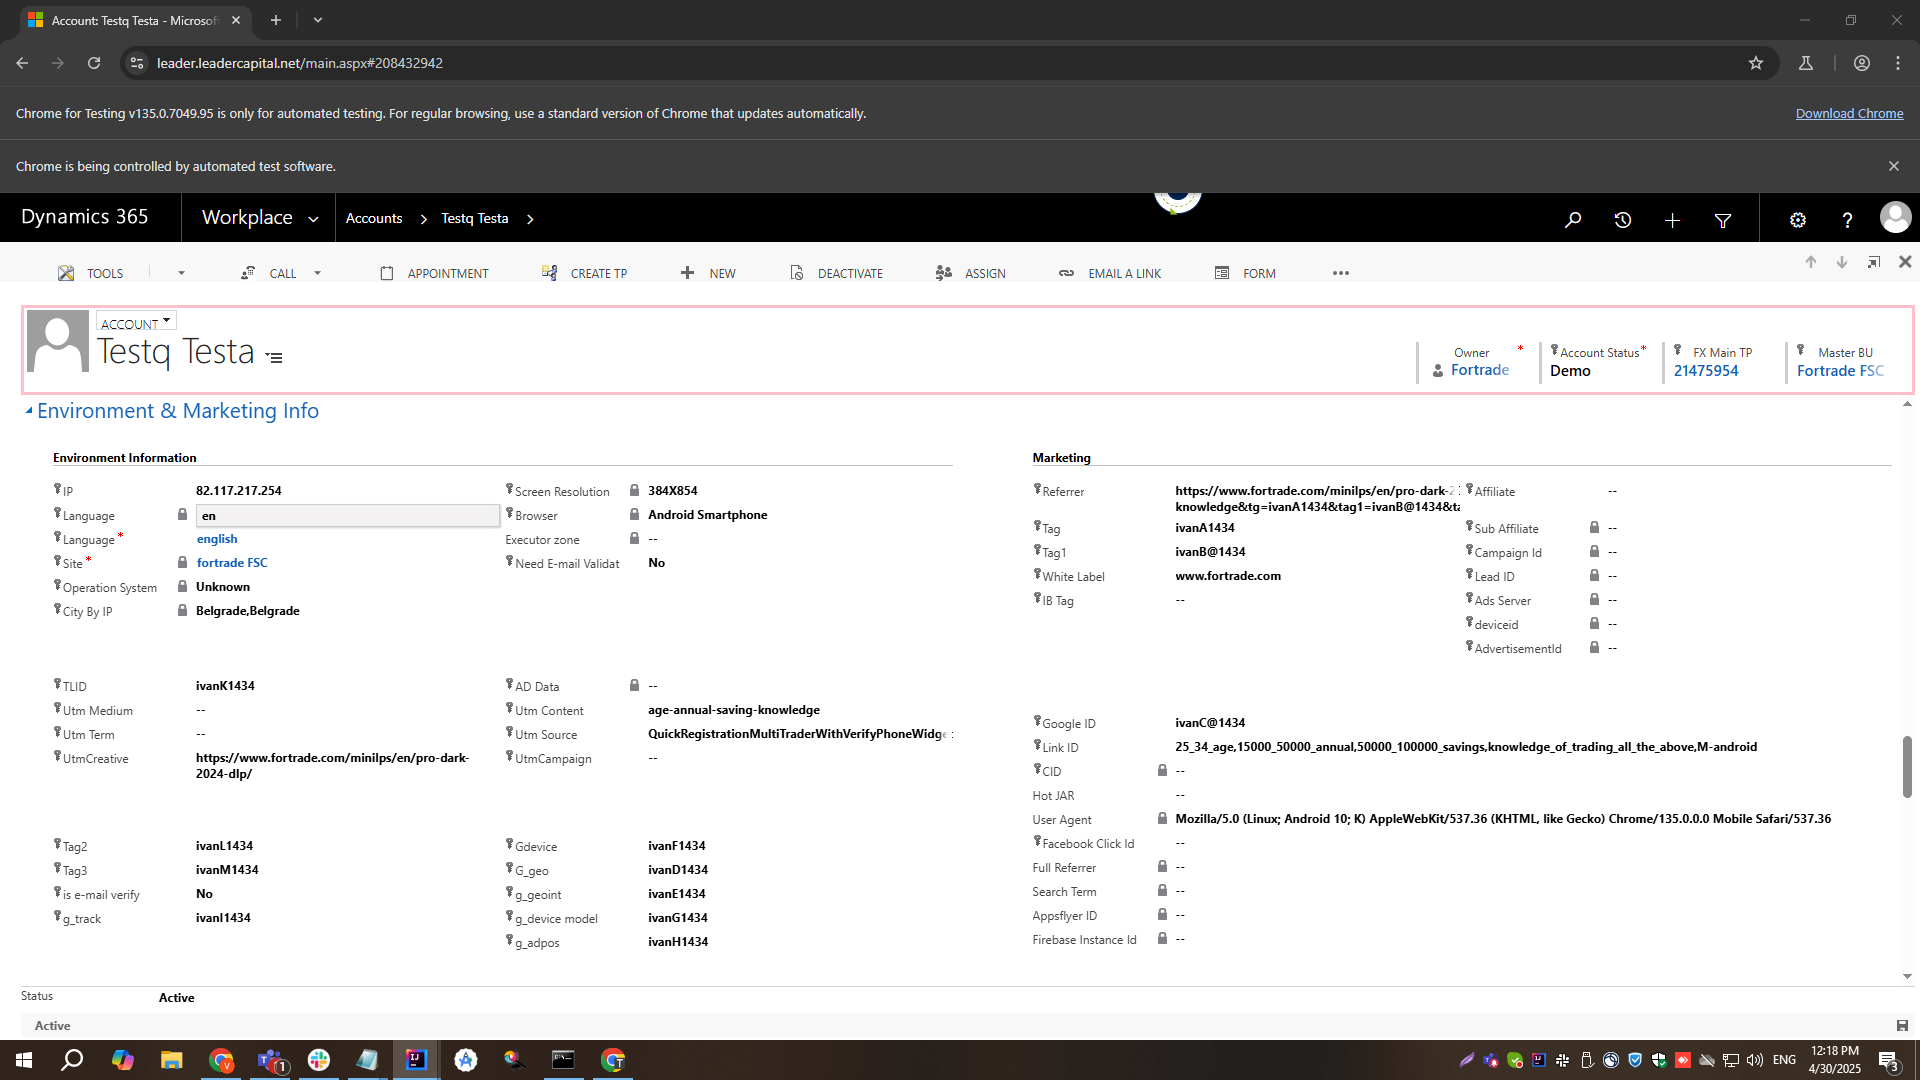 Account: Testq Testa - Microsof
leader.leadercapital.net/main.aspx#208432942
Chrome for Testing v135.0.7049.95 is only for automated testing. For regular browsing, use a standard version of Chrome that updates automatically.
Download Chrome
Chrome is being controlled by automated test software.
Dynamics 365
Workplace
Accounts
Testq Testa
TOOLS
CALL
APPOINTMENT
CREATE TP
NEW
DEACTIVATE
ASSIGN
EMAIL A LINK
FORM
ACCOUNT
Testq Testa
Owner *
Fortrade
Account Status *
Demo
FX Main TP
21475954
Master BU
Fortrade FSC
Environment & Marketing Info
Environment Information
IP 82.117.217.254
Language en
Language * english
Site * fortrade FSC
Operation System Unknown
City By IP Belgrade,Belgrade
Screen Resolution 384X854
Browser Android Smartphone
Executor zone --
Need E-mail Validat No
TLID ivanK1434
Utm Medium --
Utm Term --
UtmCreative https://www.fortrade.com/minilps/en/pro-dark-
2024-dlp/
AD Data --
Utm Content age-annual-saving-knowledge
Utm Source QuickRegistrationMultiTraderWithVerifyPhoneWidge
UtmCampaign --
Tag2 ivanL1434
Tag3 ivanM1434
is e-mail verify No
g_track ivanI1434
Gdevice ivanF1434
G_geo ivanD1434
g_geoint ivanE1434
g_device model ivanG1434
g_adpos ivanH1434
Marketing
Referrer https://www.fortrade.com/minilps/en/pro-dark-2
knowledge&tg=ivanA1434&tag1=ivanB@1434&ta
Tag ivanA1434
Tag1 ivanB@1434
White Label www.fortrade.com
IB Tag --
Affiliate --
Sub Affiliate --
Campaign Id --
Lead ID --
Ads Server --
deviceid --
AdvertisementId --
Google ID ivanC@1434
Link ID 25_34_age,15000_50000_annual,50000_100000_savings,knowledge_of_trading_all_the_above,M-android
CID --
Hot JAR --
User Agent Mozilla/5.0 (Linux; Android 10; K) AppleWebKit/537.36 (KHTML, like Gecko) Chrome/135.0.0.0 Mobile Safari/537.36
Facebook Click Id --
Full Referrer --
Search Term --
Appsflyer ID --
Firebase Instance Id --
Status Active
Active
ENG
12:18 PM
4/30/2025